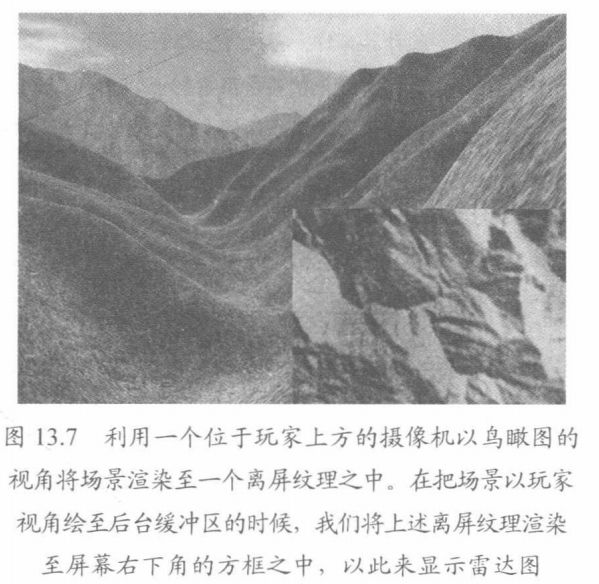 图 13.7 利用一个位于玩家上方的摄像机以鸟瞰图的
视角将场景渲染至一个离屏纹理之中。在把场景以玩家
视角绘至后台缓冲区的时候，我们将上述离屏纹理渲染
至屏幕右下角的方框之中，以此来显示雷达图